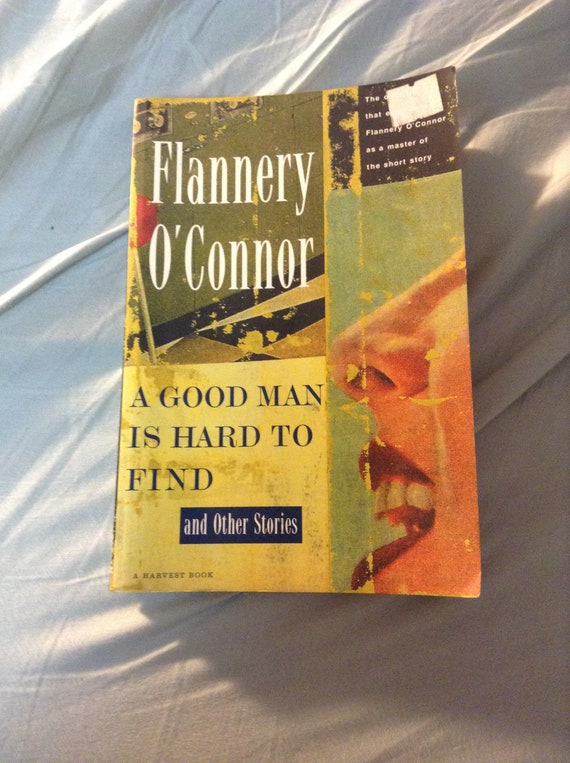 Flannery
O'Connor
The
that
Flannery O'Connor
as a master of
the short story
A GOOD MAN
IS HARD TO
FIND
and Other Stories
A HARVEST BOOK